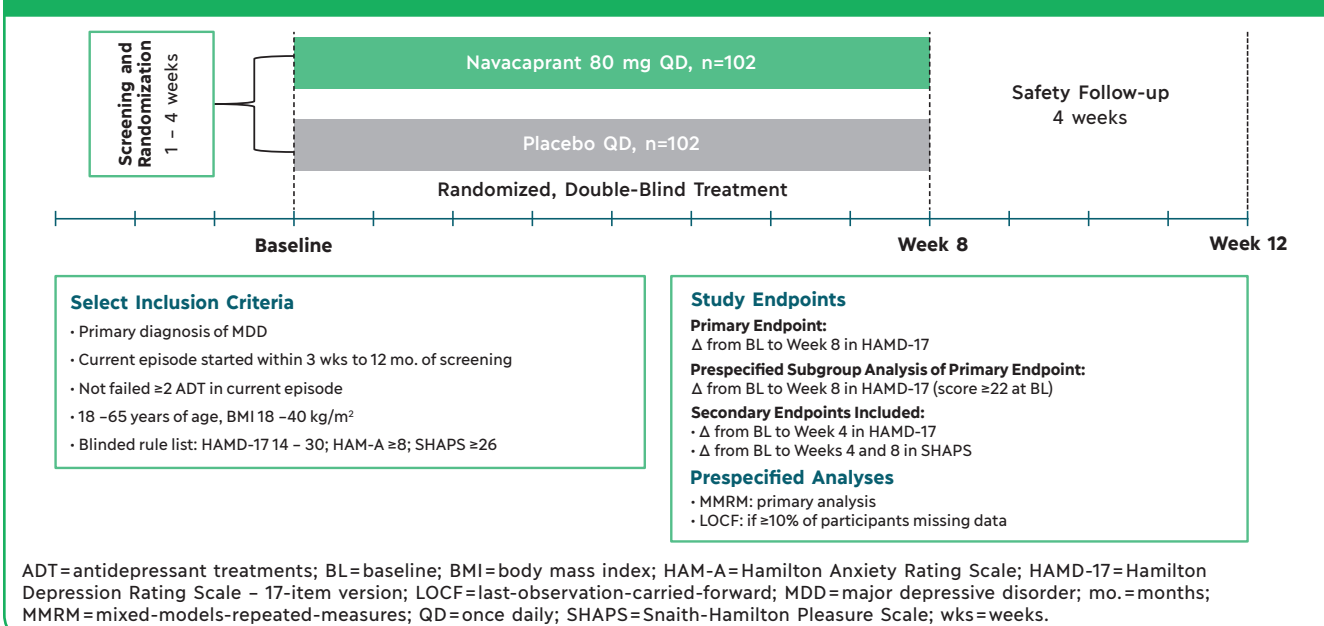 Screening and
Randomization
1 – 4 weeks
Navacaprant 80 mg QD, n=102
Placebo QD, n=102
Randomized, Double-Blind Treatment
Safety Follow-up
4 weeks
Baseline
Week 8
Week 12
Select Inclusion Criteria
• Primary diagnosis of MDD
• Current episode started within 3 wks to 12 mo. of screening
• Not failed ≥2 ADT in current episode
• 18 –65 years of age, BMI 18 –40 kg/m²
• Blinded rule list: HAMD-17 14 – 30; HAM-A ≥8; SHAPS ≥26
Study Endpoints
Primary Endpoint:
Δ from BL to Week 8 in HAMD-17
Prespecified Subgroup Analysis of Primary Endpoint:
Δ from BL to Week 8 in HAMD-17 (score ≥22 at BL)
Secondary Endpoints Included:
• Δ from BL to Week 4 in HAMD-17
• Δ from BL to Weeks 4 and 8 in SHAPS
Prespecified Analyses
• MMRM: primary analysis
• LOCF: if ≥10% of participants missing data
ADT=antidepressant treatments; BL=baseline; BMI=body mass index; HAM-A=Hamilton Anxiety Rating Scale; HAMD-17=Hamilton
Depression Rating Scale – 17-item version; LOCF=last-observation-carried-forward; MDD=major depressive disorder; mo.=months;
MMRM=mixed-models-repeated-measures; QD=once daily; SHAPS=Snaith-Hamilton Pleasure Scale; wks=weeks.